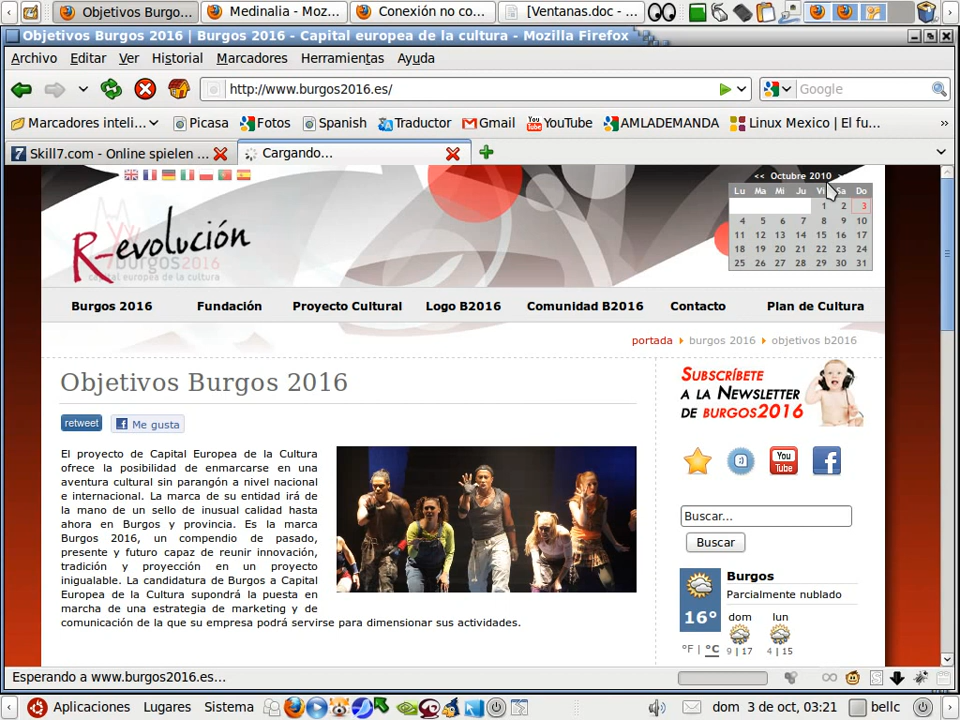 Objetivos Burgo...
Medinalia - Moz...
Conexión no co...
[Ventanas.doc - ...
Objetivos Burgos 2016 | Burgos 2016 - Capital europea de la cultura - Mozilla Firefox
Archivo Editar Ver Historial Marcadores Herramientas Ayuda
http://www.burgos2016.es/
Google
Marcadores inteli... Picasa Fotos Spanish Traductor Gmail YouTube AMLADEMANDA Linux Mexico | El fu... »
Skill7.com - Online spielen ...
Cargando...
<< Octubre 2010
Lu Ma Mi Ju Vi Sa Do
1 2 3
4 5 6 7 8 9 10
11 12 13 14 15 16 17
18 19 20 21 22 23 24
25 26 27 28 29 30 31
R-evolución
burgos2016
capital europea de la cultura
Burgos 2016 Fundación Proyecto Cultural Logo B2016 Comunidad B2016 Contacto Plan de Cultura
portada burgos 2016 objetivos b2016
Objetivos Burgos 2016
retweet Me gusta
El proyecto de Capital Europea de la Cultura
ofrece la posibilidad de enmarcarse en una
aventura cultural sin parangón a nivel nacional
e internacional. La marca de su entidad irá de
la mano de un sello de inusual calidad hasta
ahora en Burgos y provincia. Es la marca
Burgos 2016, un compendio de pasado,
presente y futuro capaz de reunir innovación,
tradición y proyección en un proyecto
inigualable. La candidatura de Burgos a Capital
Europea de la Cultura supondrá la puesta en
marcha de una estrategia de marketing y de
comunicación de la que su empresa podrá servirse para dimensionar sus actividades.
SUBSCRÍBETE
A LA NEWSLETTER
DE BURGOS2016
You
Tube
Buscar...
Buscar
Burgos
Parcialmente nublado
16°
dom lun
9 | 17 4 | 15
°F | °C
Esperando a www.burgos2016.es...
Aplicaciones Lugares Sistema
dom 3 de oct, 03:21
bellc